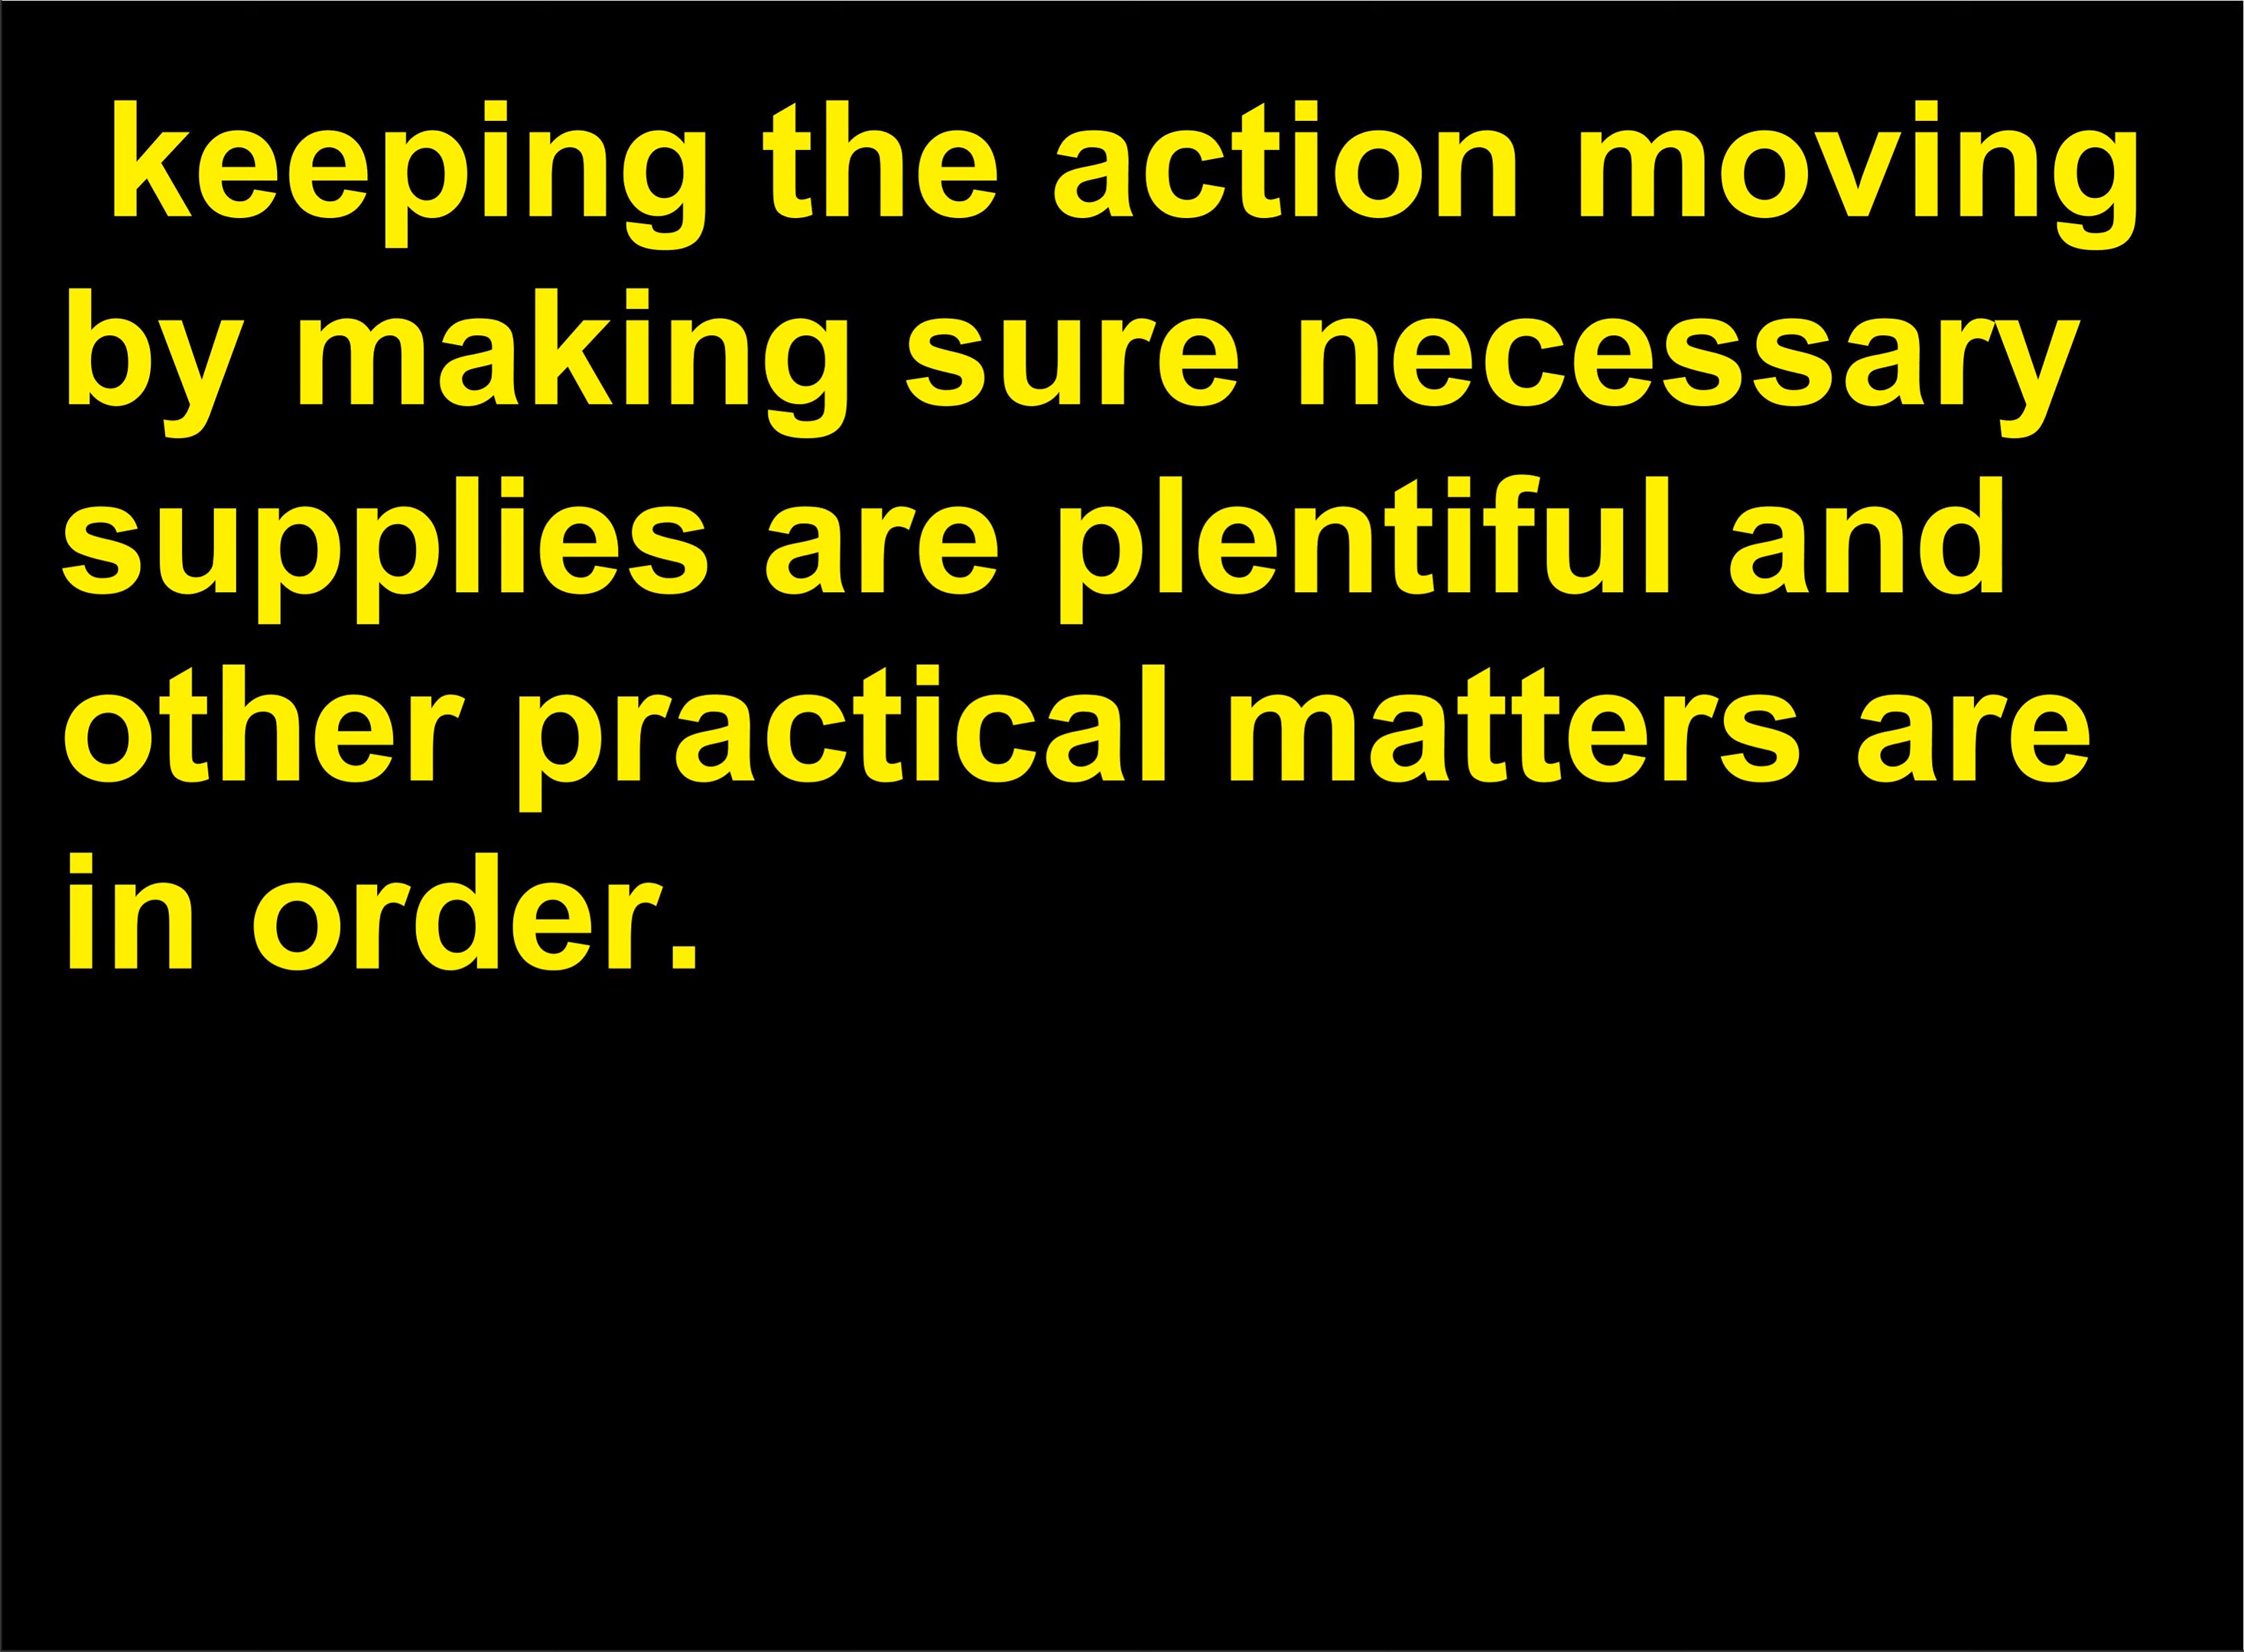 keeping the action moving
by making sure necessary
supplies are plentiful and
other practical matters are
in order.